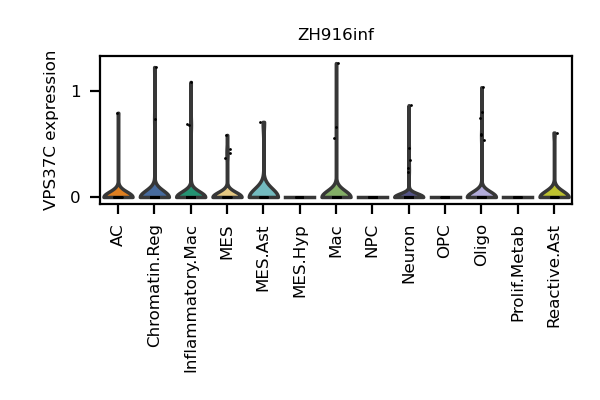 ZH916inf
VPS37C expression
1
0
AC
Chromatin.Reg
Inflammatory.Mac
MES
MES.Ast
MES.Hyp
Mac
NPC
Neuron
OPC
Oligo
Prolif.Metab
Reactive.Ast